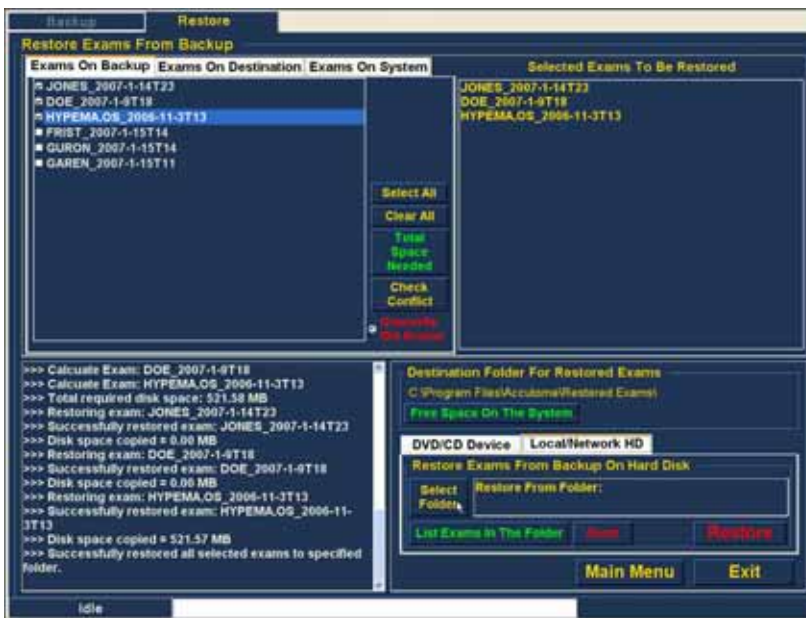 Backup
Restore
Restore Exams From Backup
Exams On Backup
Exams On Destination
Exams On System
JONES_2007-1-14T23
DOE_2007-1-9T18
HYPEMA,OS_2006-11-3T13
FRIST_2007-1-15T14
GURON_2007-1-15T14
GAREN_2007-1-15T11
Select All
Clear All
Total
Space
Needed
Check
Conflict
Selected Exams To Be Restored
JONES_2007-1-14T23
DOE_2007-1-9T18
HYPEMA,OS_2006-11-3T13
>>> Calcuate Exam: DOE_2007-1-9T18
>>> Calcuate Exam: HYPEMA,OS_2006-11-3T13
>>> Total required disk space: 521.58 MB
>>> Restoring exam: JONES_2007-1-14T23
>>> Successfully restored exam: JONES_2007-1-14T23
>>> Disk space copied = 0.00 MB
>>> Restoring exam: DOE_2007-1-9T18
>>> Successfully restored exam: DOE_2007-1-9T18
>>> Disk space copied = 0.00 MB
>>> Restoring exam: HYPEMA,OS_2006-11-3T13
>>> Successfully restored exam: HYPEMA,OS_2006-11-
3T13
>>> Disk space copied = 521.57 MB
>>> Successfully restored all selected exams to specified
folder.
Destination Folder For Restored Exams
C:\Program Files\Accutome\Restored Exams\
Free Space On The System
DVD/CD Device
Local/Network HD
Restore Exams From Backup On Hard Disk
Select
Folder
Restore From Folder:
List Exams In The Folder
Restore
Main Menu
Exit
Idle